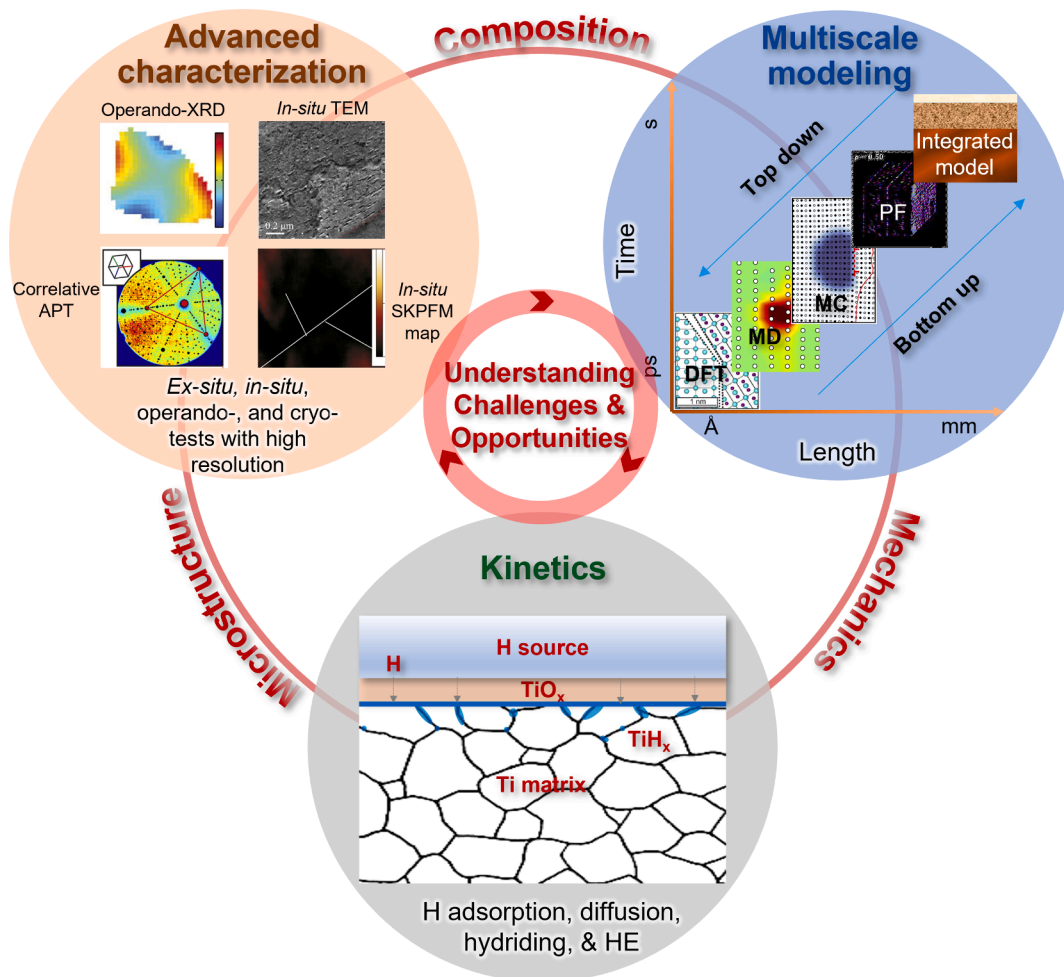 Composition
Advanced
characterization
Operando-XRD
In-situ TEM
0.2 μm
Correlative
APT
In-situ
SKPFM
map
Ex-situ, in-situ,
operando-, and cryo-
tests with high
resolution
Multiscale
modeling
s
Time
ps
Top down
Integrated
model
PF
MC
MD
DFT
1 nm
Bottom up
Å
mm
Length
Understanding
Challenges &
Opportunities
Microstructure
Mechanics
Kinetics
H source
H
TiOx
TiHx
Ti matrix
H adsorption, diffusion,
hydriding, & HE